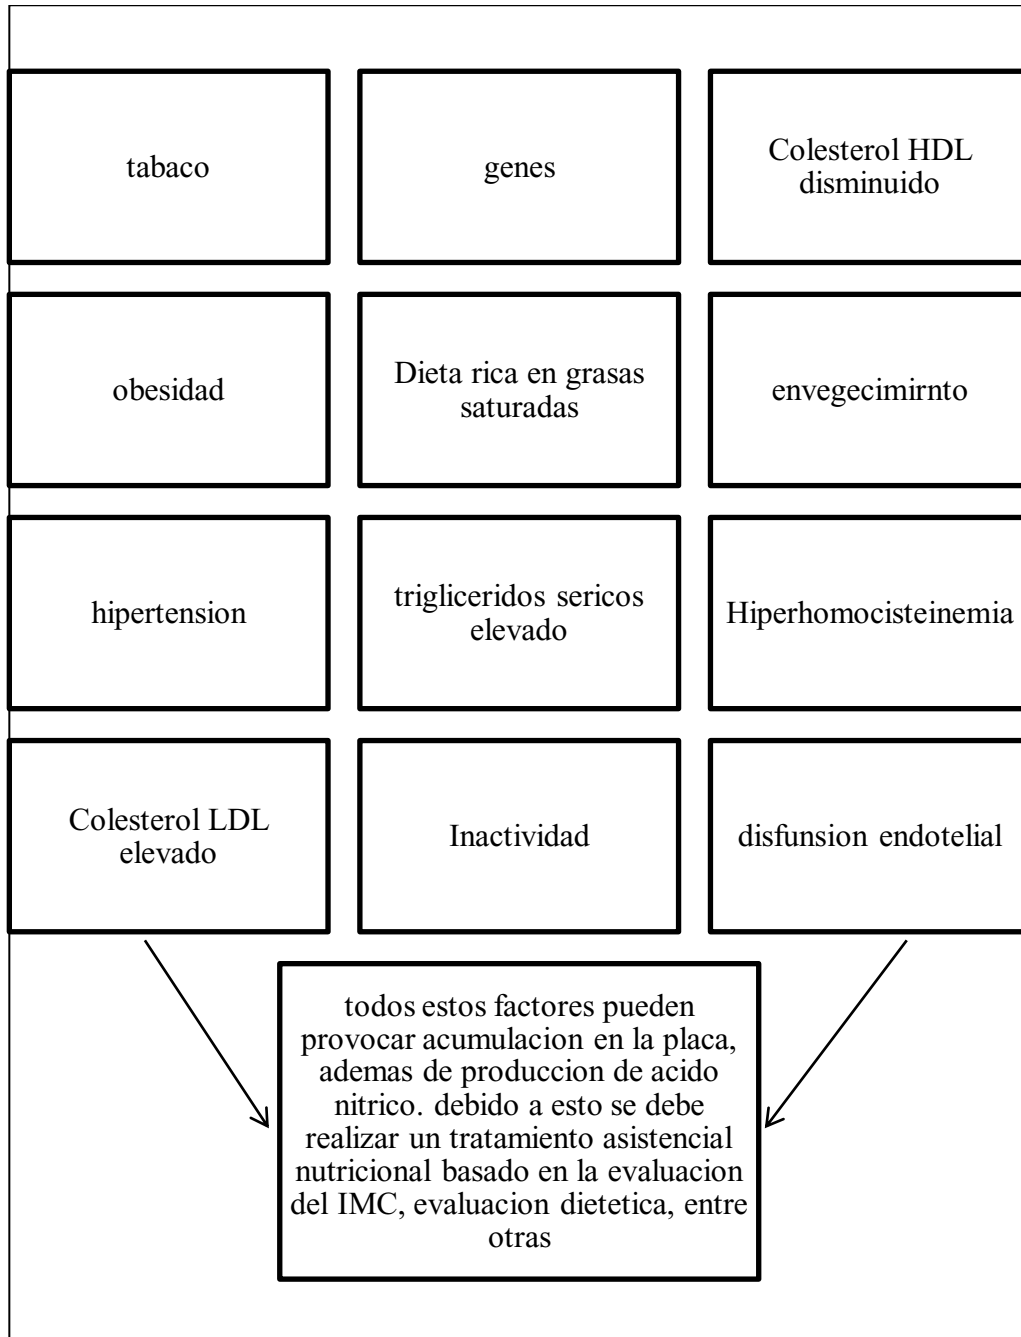 tabaco
genes
Colesterol HDL
disminuido
obesidad
Dieta rica en grasas
saturadas
envegecimirnto
hipertension
trigliceridos sericos
elevado
Hiperhomocisteinemia
Colesterol LDL
elevado
Inactividad
disfunsion endotelial
todos estos factores pueden
provocar acumulacion en la placa,
ademas de produccion de acido
nitrico. debido a esto se debe
realizar un tratamiento asistencial
nutricional basado en la evaluacion
del IMC, evaluacion dietetica, entre
otras